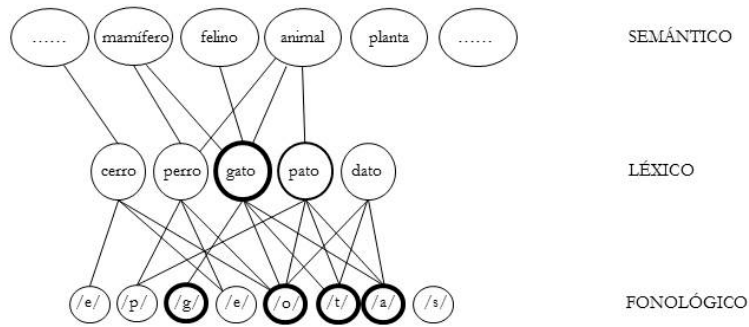 ...... mamífero felino animal planta ...... SEMÁNTICO
cerro perro gato pato dato LÉXICO
/e/ /p/ /g/ /e/ /o/ /t/ /a/ /s/ FONOLÓGICO